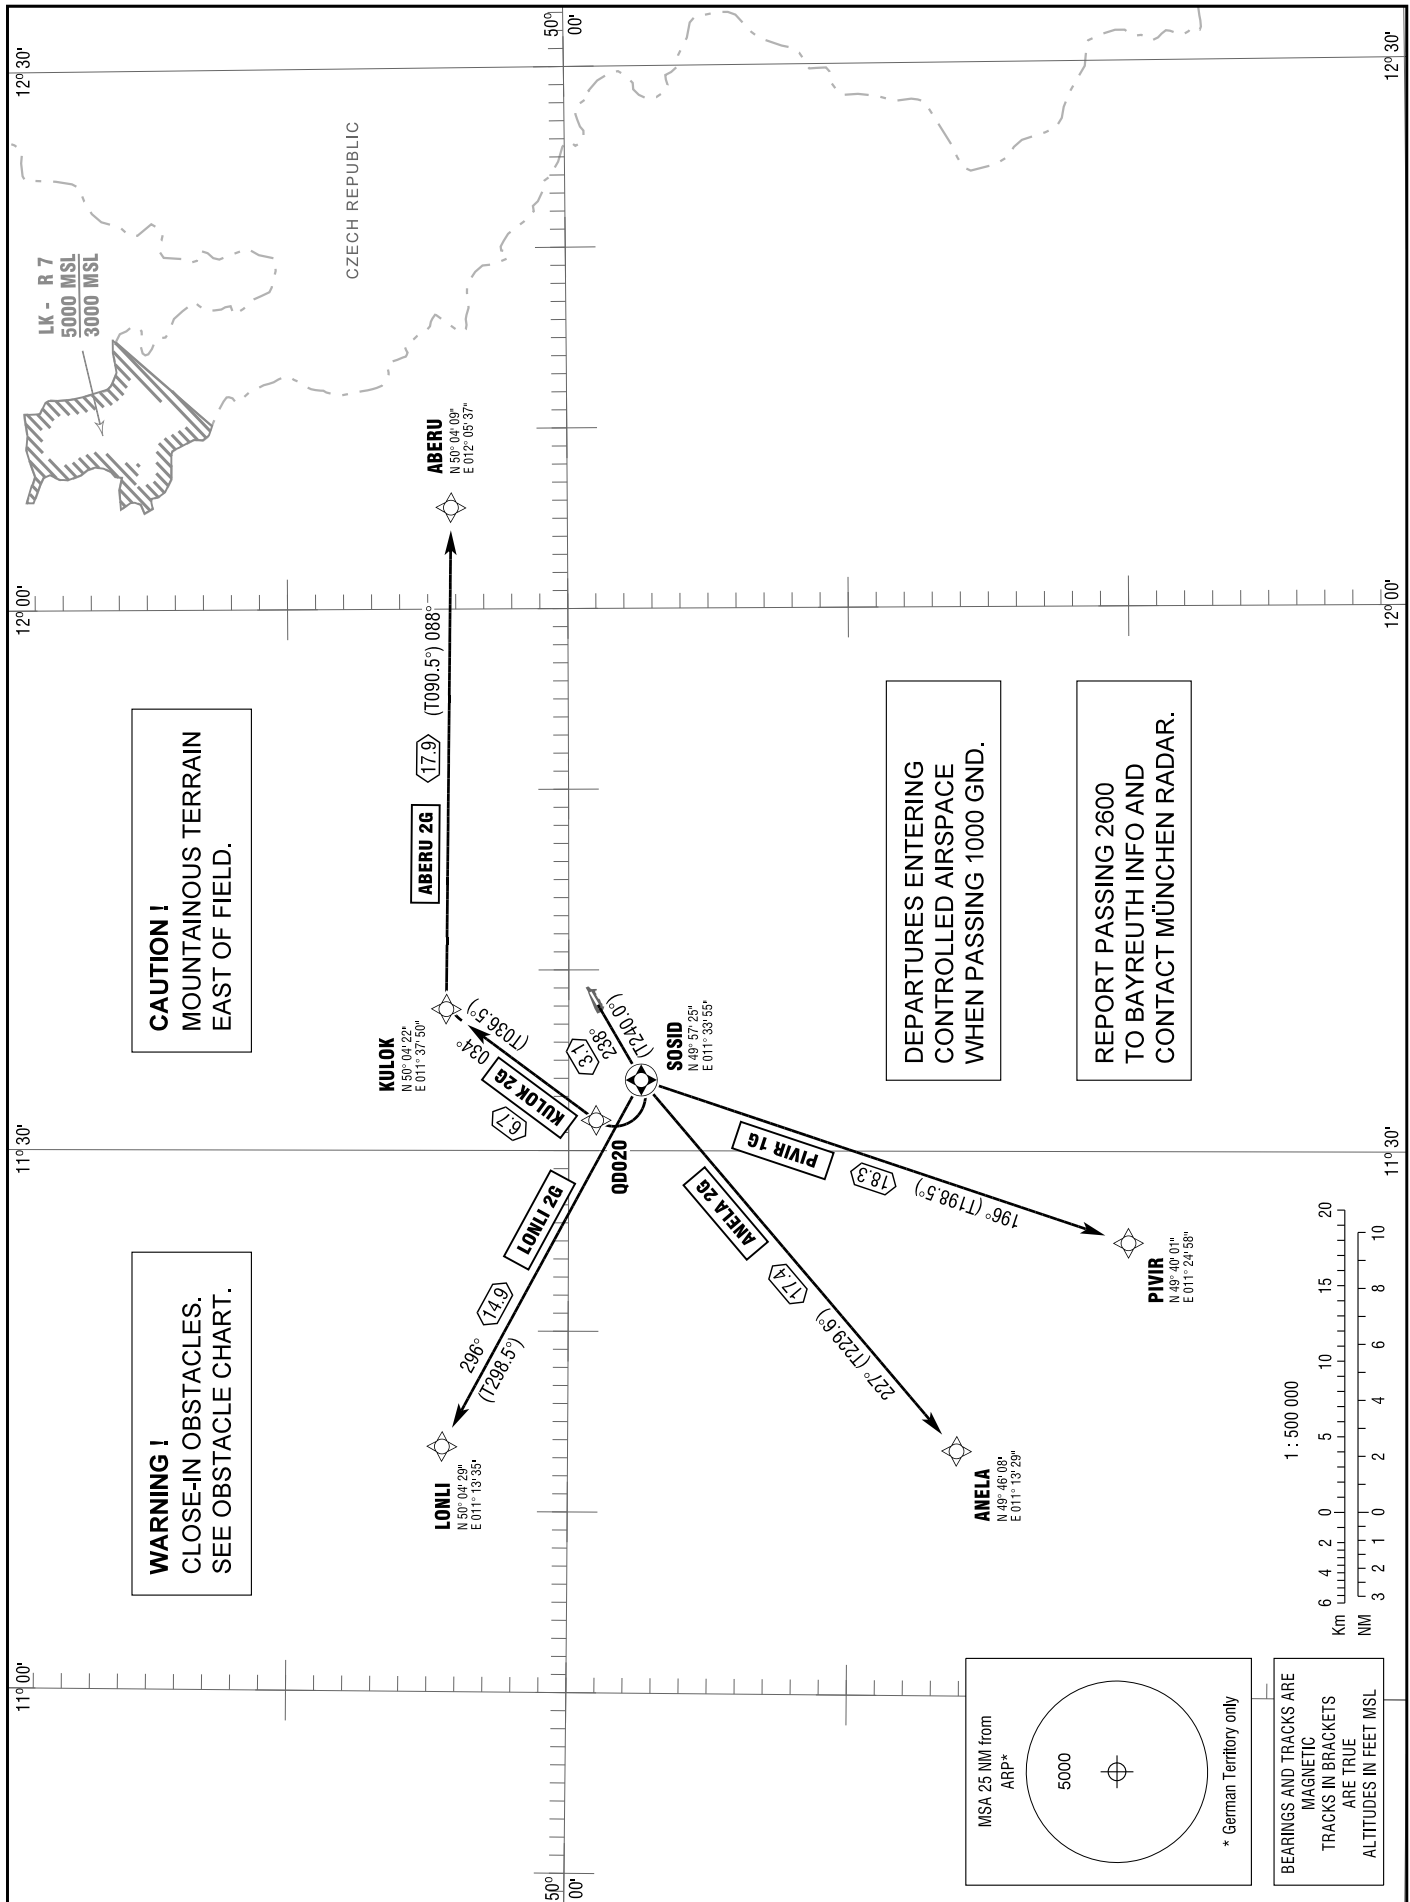 11° 00'
11° 30'
12° 00'
12° 30'
WARNING !
CLOSE-IN OBSTACLES.
SEE OBSTACLE CHART.
CAUTION !
MOUNTAINOUS TERRAIN
EAST OF FIELD.
LK - R 7
5000 MSL
3000 MSL
CZECH REPUBLIC
KULOK
N 50° 04' 22"
E 011° 37' 50"
ABERU 2G
17.9
(T090.5°) 088°
ABERU
N 50° 04' 09"
E 012° 05' 37"
LONLI
N 50° 04' 29"
E 011° 13' 35"
296°
(T298.5°)
14.9
LONLI 2G
6.7
KULOK 2G
034°
(T036.5°)
50°
00'
50°
00'
QD020
3.1
238°
(T240.0°)
SOSID
N 49° 57' 25"
E 011° 33' 55"
ANELA 2G
17.4
227° (T229.6°)
ANELA
N 49° 46' 08"
E 011° 13' 29"
PIVIR 1G
18.3
196° (T198.5°)
PIVIR
N 49° 40' 01"
E 011° 24' 58"
DEPARTURES ENTERING
CONTROLLED AIRSPACE
WHEN PASSING 1000 GND.
REPORT PASSING 2600
TO BAYREUTH INFO AND
CONTACT MÜNCHEN RADAR.
MSA 25 NM from
ARP*
5000
* German Territory only
BEARINGS AND TRACKS ARE
MAGNETIC
TRACKS IN BRACKETS
ARE TRUE
ALTITUDES IN FEET MSL
1 : 500 000
Km 6 4 2 0 5 10 15 20
NM 3 2 1 0 2 4 6 8 10
11° 30'
12° 00'
12° 30'